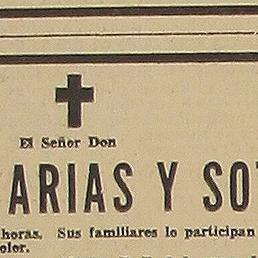 El Señor Don
ARIAS Y SO
horas. Sus familiares lo participan
olor.